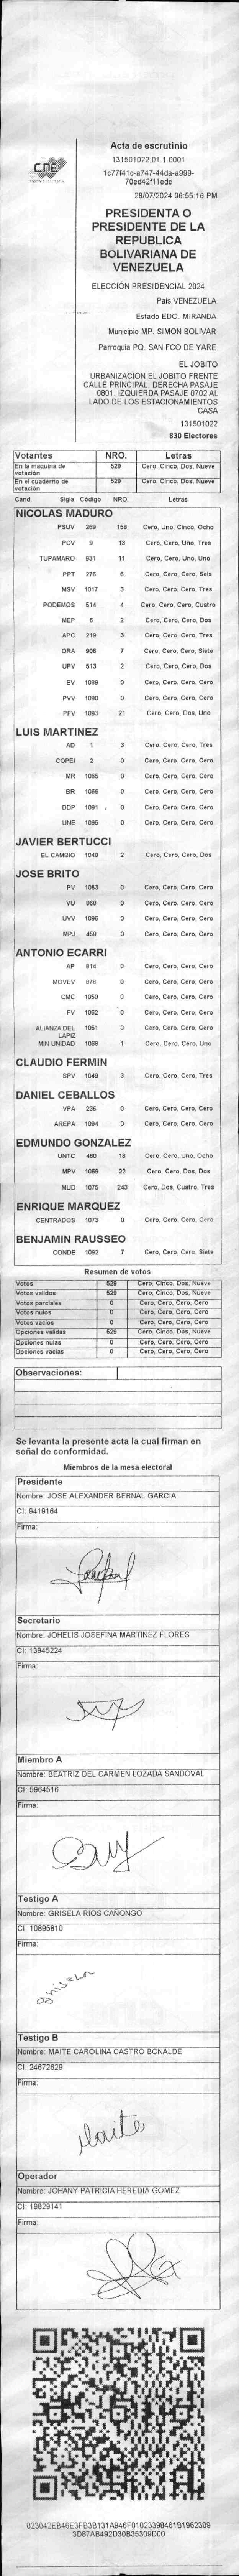 CNE
Acta de escrutinio
131501022.01.1.0001
1c77f41c-a747-44da-a999-
70ed42f11edc
28/07/2024 06:55:16 PM
PRESIDENTA O
PRESIDENTE DE LA
REPUBLICA
BOLIVARIANA DE
VENEZUELA
ELECCIÓN PRESIDENCIAL 2024
Pais VENEZUELA
Estado EDO. MIRANDA
Municipio MP. SIMON BOLIVAR
Parroquia PQ. SAN FCO DE YARE
EL JOBITO
URBANIZACION EL JOBITO FRENTE
CALLE PRINCIPAL. DERECHA PASAJE
0801. IZQUIERDA PASAJE 0702 AL
LADO DE LOS ESTACIONAMIENTOS
CASA
131501022
830 Electores
Votantes NRO. Letras
En la máquina de votación 529 Cero, Cinco, Dos, Nueve
En el cuaderno de votación 529 Cero, Cinco, Dos, Nueve
Cand. Sigla Código NRO. Letras
NICOLAS MADURO
PSUV 269 158 Cero, Uno, Cinco, Ocho
PCV 9 13 Cero, Cero, Uno, Tres
TUPAMARO 931 11 Cero, Cero, Uno, Uno
PPT 276 6 Cero, Cero, Cero, Seis
MSV 1017 3 Cero, Cero, Cero, Tres
PODEMOS 514 4 Cero, Cero, Cero, Cuatro
MEP 6 2 Cero, Cero, Cero, Dos
APC 219 3 Cero, Cero, Cero, Tres
ORA 906 7 Cero, Cero, Cero, Siete
UPV 513 2 Cero, Cero, Cero, Dos
EV 1089 0 Cero, Cero, Cero, Cero
PVV 1090 0 Cero, Cero, Cero, Cero
PFV 1093 21 Cero, Cero, Dos, Uno
LUIS MARTINEZ
AD 1 3 Cero, Cero, Cero, Tres
COPEI 2 0 Cero, Cero, Cero, Cero
MR 1065 0 Cero, Cero, Cero, Cero
BR 1066 0 Cero, Cero, Cero, Cero
DDP 1091 0 Cero, Cero, Cero, Cero
UNE 1095 0 Cero, Cero, Cero, Cero
JAVIER BERTUCCI
EL CAMBIO 1048 2 Cero, Cero, Cero, Dos
JOSE BRITO
PV 1053 0 Cero, Cero, Cero, Cero
VU 868 0 Cero, Cero, Cero, Cero
UVV 1096 0 Cero, Cero, Cero, Cero
MPJ 458 0 Cero, Cero, Cero, Cero
ANTONIO ECARRI
AP 814 0 Cero, Cero, Cero, Cero
MOVEV 978 0 Cero, Cero, Cero, Cero
CMC 1050 0 Cero, Cero, Cero, Cero
FV 1052 0 Cero, Cero, Cero, Cero
ALIANZA DEL LAPIZ 1051 0 Cero, Cero, Cero, Cero
MIN UNIDAD 1068 1 Cero, Cero, Cero, Uno
CLAUDIO FERMIN
SPV 1049 3 Cero, Cero, Cero, Tres
DANIEL CEBALLOS
VPA 236 0 Cero, Cero, Cero, Cero
AREPA 1094 0 Cero, Cero, Cero, Cero
EDMUNDO GONZALEZ
UNTC 460 18 Cero, Cero, Uno, Ocho
MPV 1069 22 Cero, Cero, Dos, Dos
MUD 1075 243 Cero, Dos, Cuatro, Tres
ENRIQUE MARQUEZ
CENTRADOS 1073 0 Cero, Cero, Cero, Cero
BENJAMIN RAUSSEO
CONDE 1092 7 Cero, Cero, Cero, Siete
Resumen de votos
Votos 529 Cero, Cinco, Dos, Nueve
Votos validos 529 Cero, Cinco, Dos, Nueve
Votos parciales 0 Cero, Cero, Cero, Cero
Votos nulos 0 Cero, Cero, Cero, Cero
Votos vacios 0 Cero, Cero, Cero, Cero
Opciones validas 529 Cero, Cinco, Dos, Nueve
Opciones nulas 0 Cero, Cero, Cero, Cero
Opciones vacias 0 Cero, Cero, Cero, Cero
Observaciones:
Se levanta la presente acta la cual firman en
señal de conformidad.
Miembros de la mesa electoral
Presidente
Nombre: JOSE ALEXANDER BERNAL GARCIA
CI: 9419164
Firma:
Secretario
Nombre: JOHELIS JOSEFINA MARTINEZ FLORES
CI: 13945224
Firma:
Miembro A
Nombre: BEATRIZ DEL CARMEN LOZADA SANDOVAL
CI: 5964516
Firma:
Testigo A
Nombre: GRISELA RIOS CAÑONGO
CI: 10895810
Firma:
Grisela
Testigo B
Nombre: MAITE CAROLINA CASTRO BONALDE
CI: 24672629
Firma:
Maite
Operador
Nombre: JOHANY PATRICIA HEREDIA GOMEZ
CI: 19829141
Firma:
023042EB46E3FB3B131A946F01023398461B1962309
3D87AB492D30B35309D00